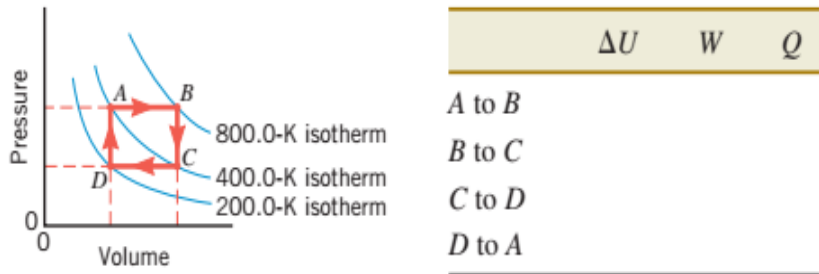 Pressure
A
B
C
D
800.0-K isotherm
400.0-K isotherm
200.0-K isotherm
0
0
Volume
ΔU W Q
A to B
B to C
C to D
D to A